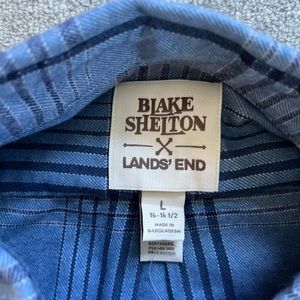 BLAKE
SHELTON
LANDS' END
L
16-16 1/2
MADE IN
BANGLADESH